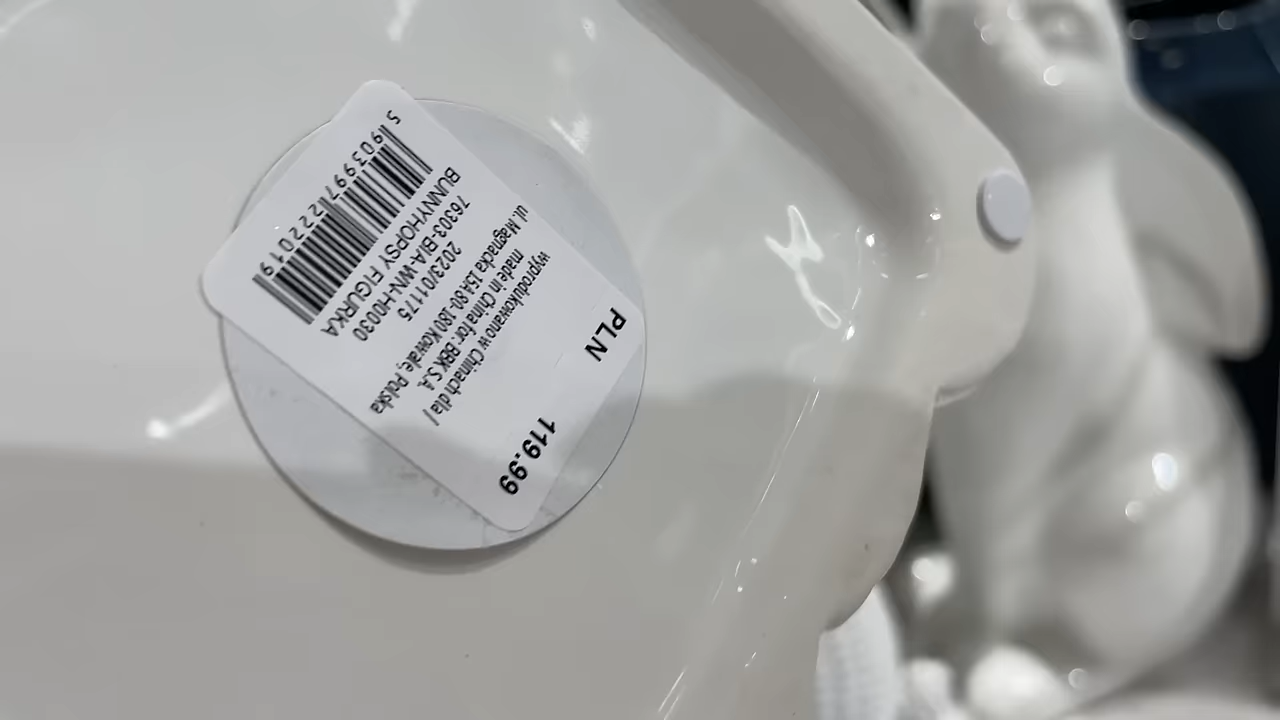 5 903997 222019
BUNNYHOPSY FIGURKA
76303-BIA-WN-H0030
2023/01175
ul. Magnacka 15A 80-180 Kowale, Polska
made in China for: BBK S.A.
wyprodukowano w Chinach dla /
PLN
119.99